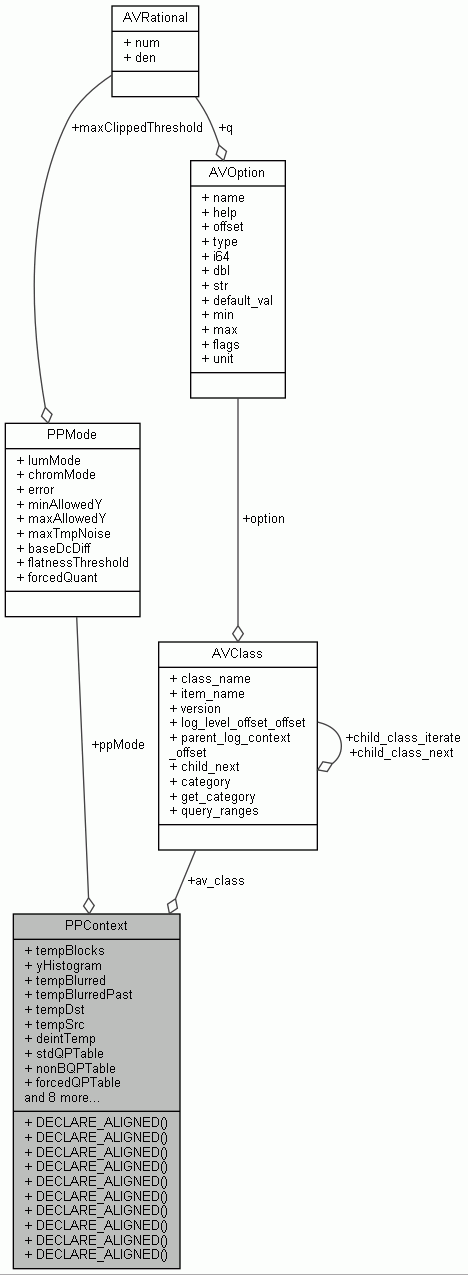 AVRational
+ num
+ den
+maxClippedThreshold
+q
AVOption
+ name
+ help
+ offset
+ type
+ i64
+ dbl
+ str
+ default_val
+ min
+ max
+ flags
+ unit
PPMode
+ lumMode
+ chromMode
+ error
+ minAllowedY
+ maxAllowedY
+ maxTmpNoise
+ baseDcDiff
+ flatnessThreshold
+ forcedQuant
+option
AVClass
+ class_name
+ item_name
+ version
+ log_level_offset_offset
+ parent_log_context
_offset
+ child_next
+ category
+ get_category
+ query_ranges
+child_class_iterate
+child_class_next
+ppMode
+av_class
PPContext
+ tempBlocks
+ yHistogram
+ tempBlurred
+ tempBlurredPast
+ tempDst
+ tempSrc
+ deintTemp
+ stdQPTable
+ nonBQPTable
+ forcedQPTable
and 8 more...
+ DECLARE_ALIGNED()
+ DECLARE_ALIGNED()
+ DECLARE_ALIGNED()
+ DECLARE_ALIGNED()
+ DECLARE_ALIGNED()
+ DECLARE_ALIGNED()
+ DECLARE_ALIGNED()
+ DECLARE_ALIGNED()
+ DECLARE_ALIGNED()
+ DECLARE_ALIGNED()